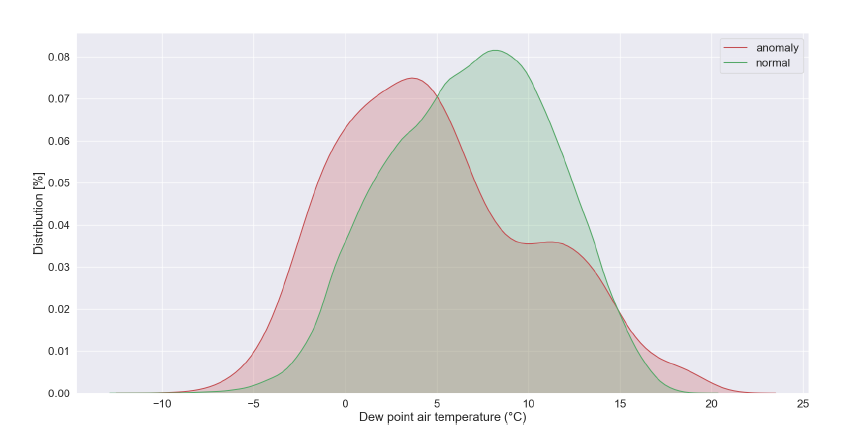 anomaly
normal
0.08
0.07
0.06
0.05
0.04
0.03
0.02
0.01
0.00
Distribution [%]
−10 −5 0 5 10 15 20 25
Dew point air temperature (°C)